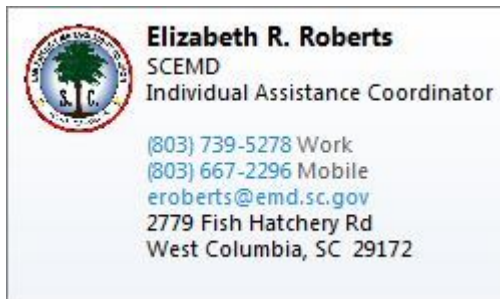 Elizabeth R. Roberts
SCEMD
Individual Assistance Coordinator
(803) 739-5278 Work
(803) 667-2296 Mobile
eroberts@emd.sc.gov
2779 Fish Hatchery Rd
West Columbia, SC 29172
S. C.